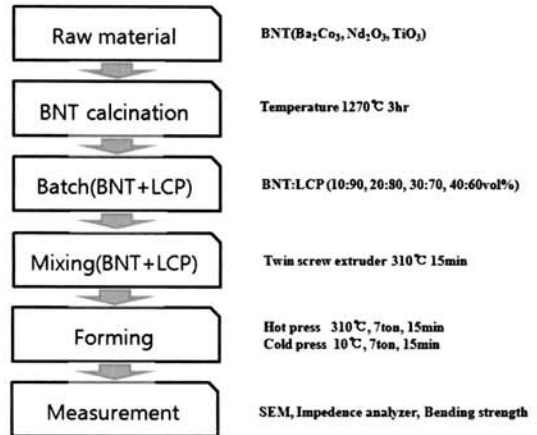 Raw material
BNT(Ba₂Co₃, Nd₂O₃, TiO₃)
BNT calcination
Temperature 1270℃ 3hr
Batch(BNT+LCP)
BNT:LCP (10:90, 20:80, 30:70, 40:60vol%)
Mixing(BNT+LCP)
Twin screw extruder 310℃ 15min
Forming
Hot press 310℃, 7ton, 15min
Cold press 10℃, 7ton, 15min
Measurement
SEM, Impedence analyzer, Bending strength